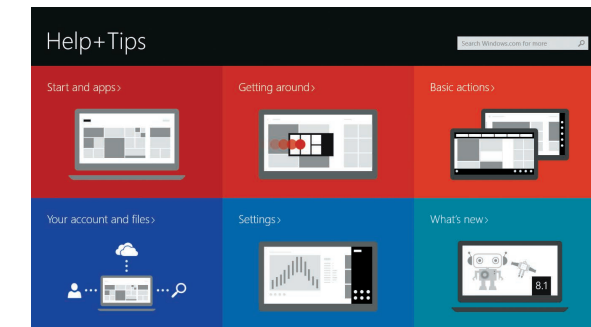 Help+Tips
Search Windows.com for more
Start and apps>
Getting around>
Basic actions>
Your account and files>
Settings>
What's new>
8.1